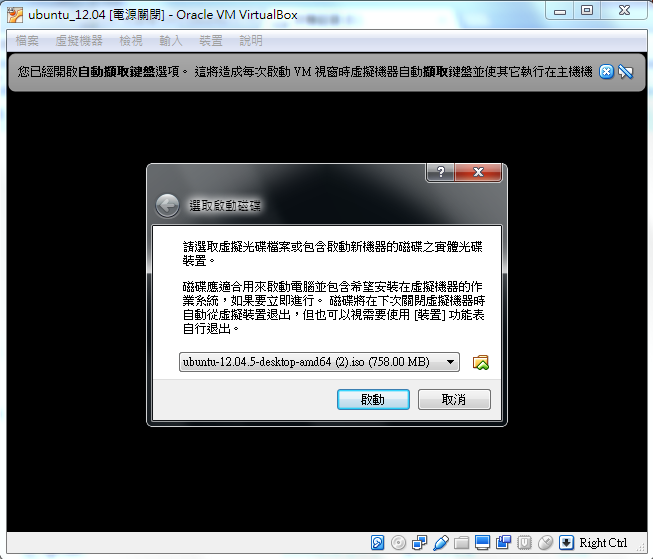 ubuntu_12.04 [電源關閉] - Oracle VM VirtualBox
檔案 虛擬機器 檢視 輸入 裝置 說明
您已經開啟自動擷取鍵盤選項。 這將造成每次啟動 VM 視窗時虛擬機器自動擷取鍵盤並使其它執行在主機機
?
選取啟動磁碟
請選取虛擬光碟檔案或包含啟動新機器的磁碟之實體光碟
裝置。
磁碟應適合用來啟動電腦並包含希望安裝在虛擬機器的作
業系統，如果要立即進行。 磁碟將在下次關閉虛擬機器時
自動從虛擬裝置退出，但也可以視需要使用 [裝置] 功能表
自行退出。
ubuntu-12.04.5-desktop-amd64 (2).iso (758.00 MB)
啟動 取消
Right Ctrl